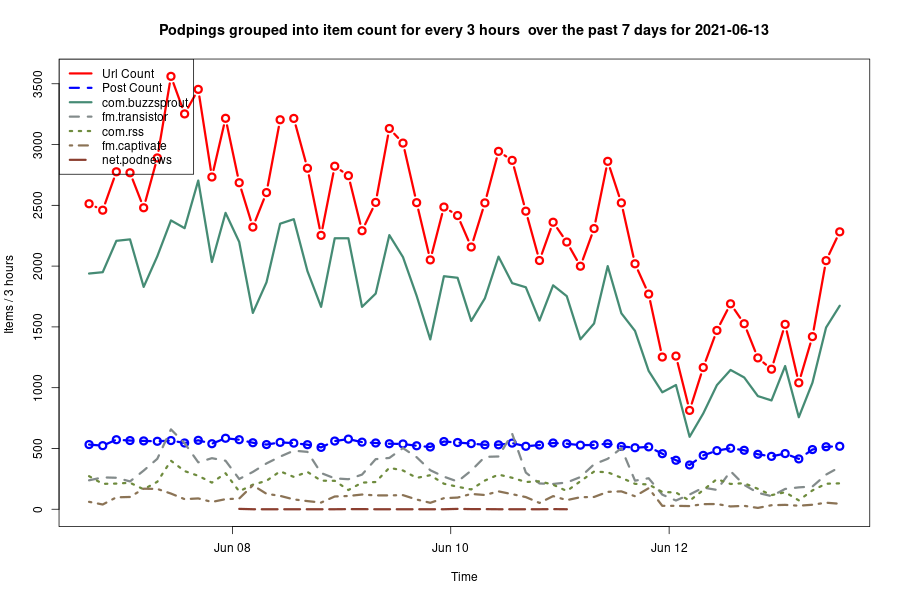 Podpings grouped into item count for every 3 hours  over the past 7 days for 2021-06-13
Url Count
Post Count
com.buzzsprout
fm.transistor
com.rss
fm.captivate
net.podnews
Items / 3 hours
3500
3000
2500
2000
1500
1000
500
0
Jun 08
Jun 10
Jun 12
Time